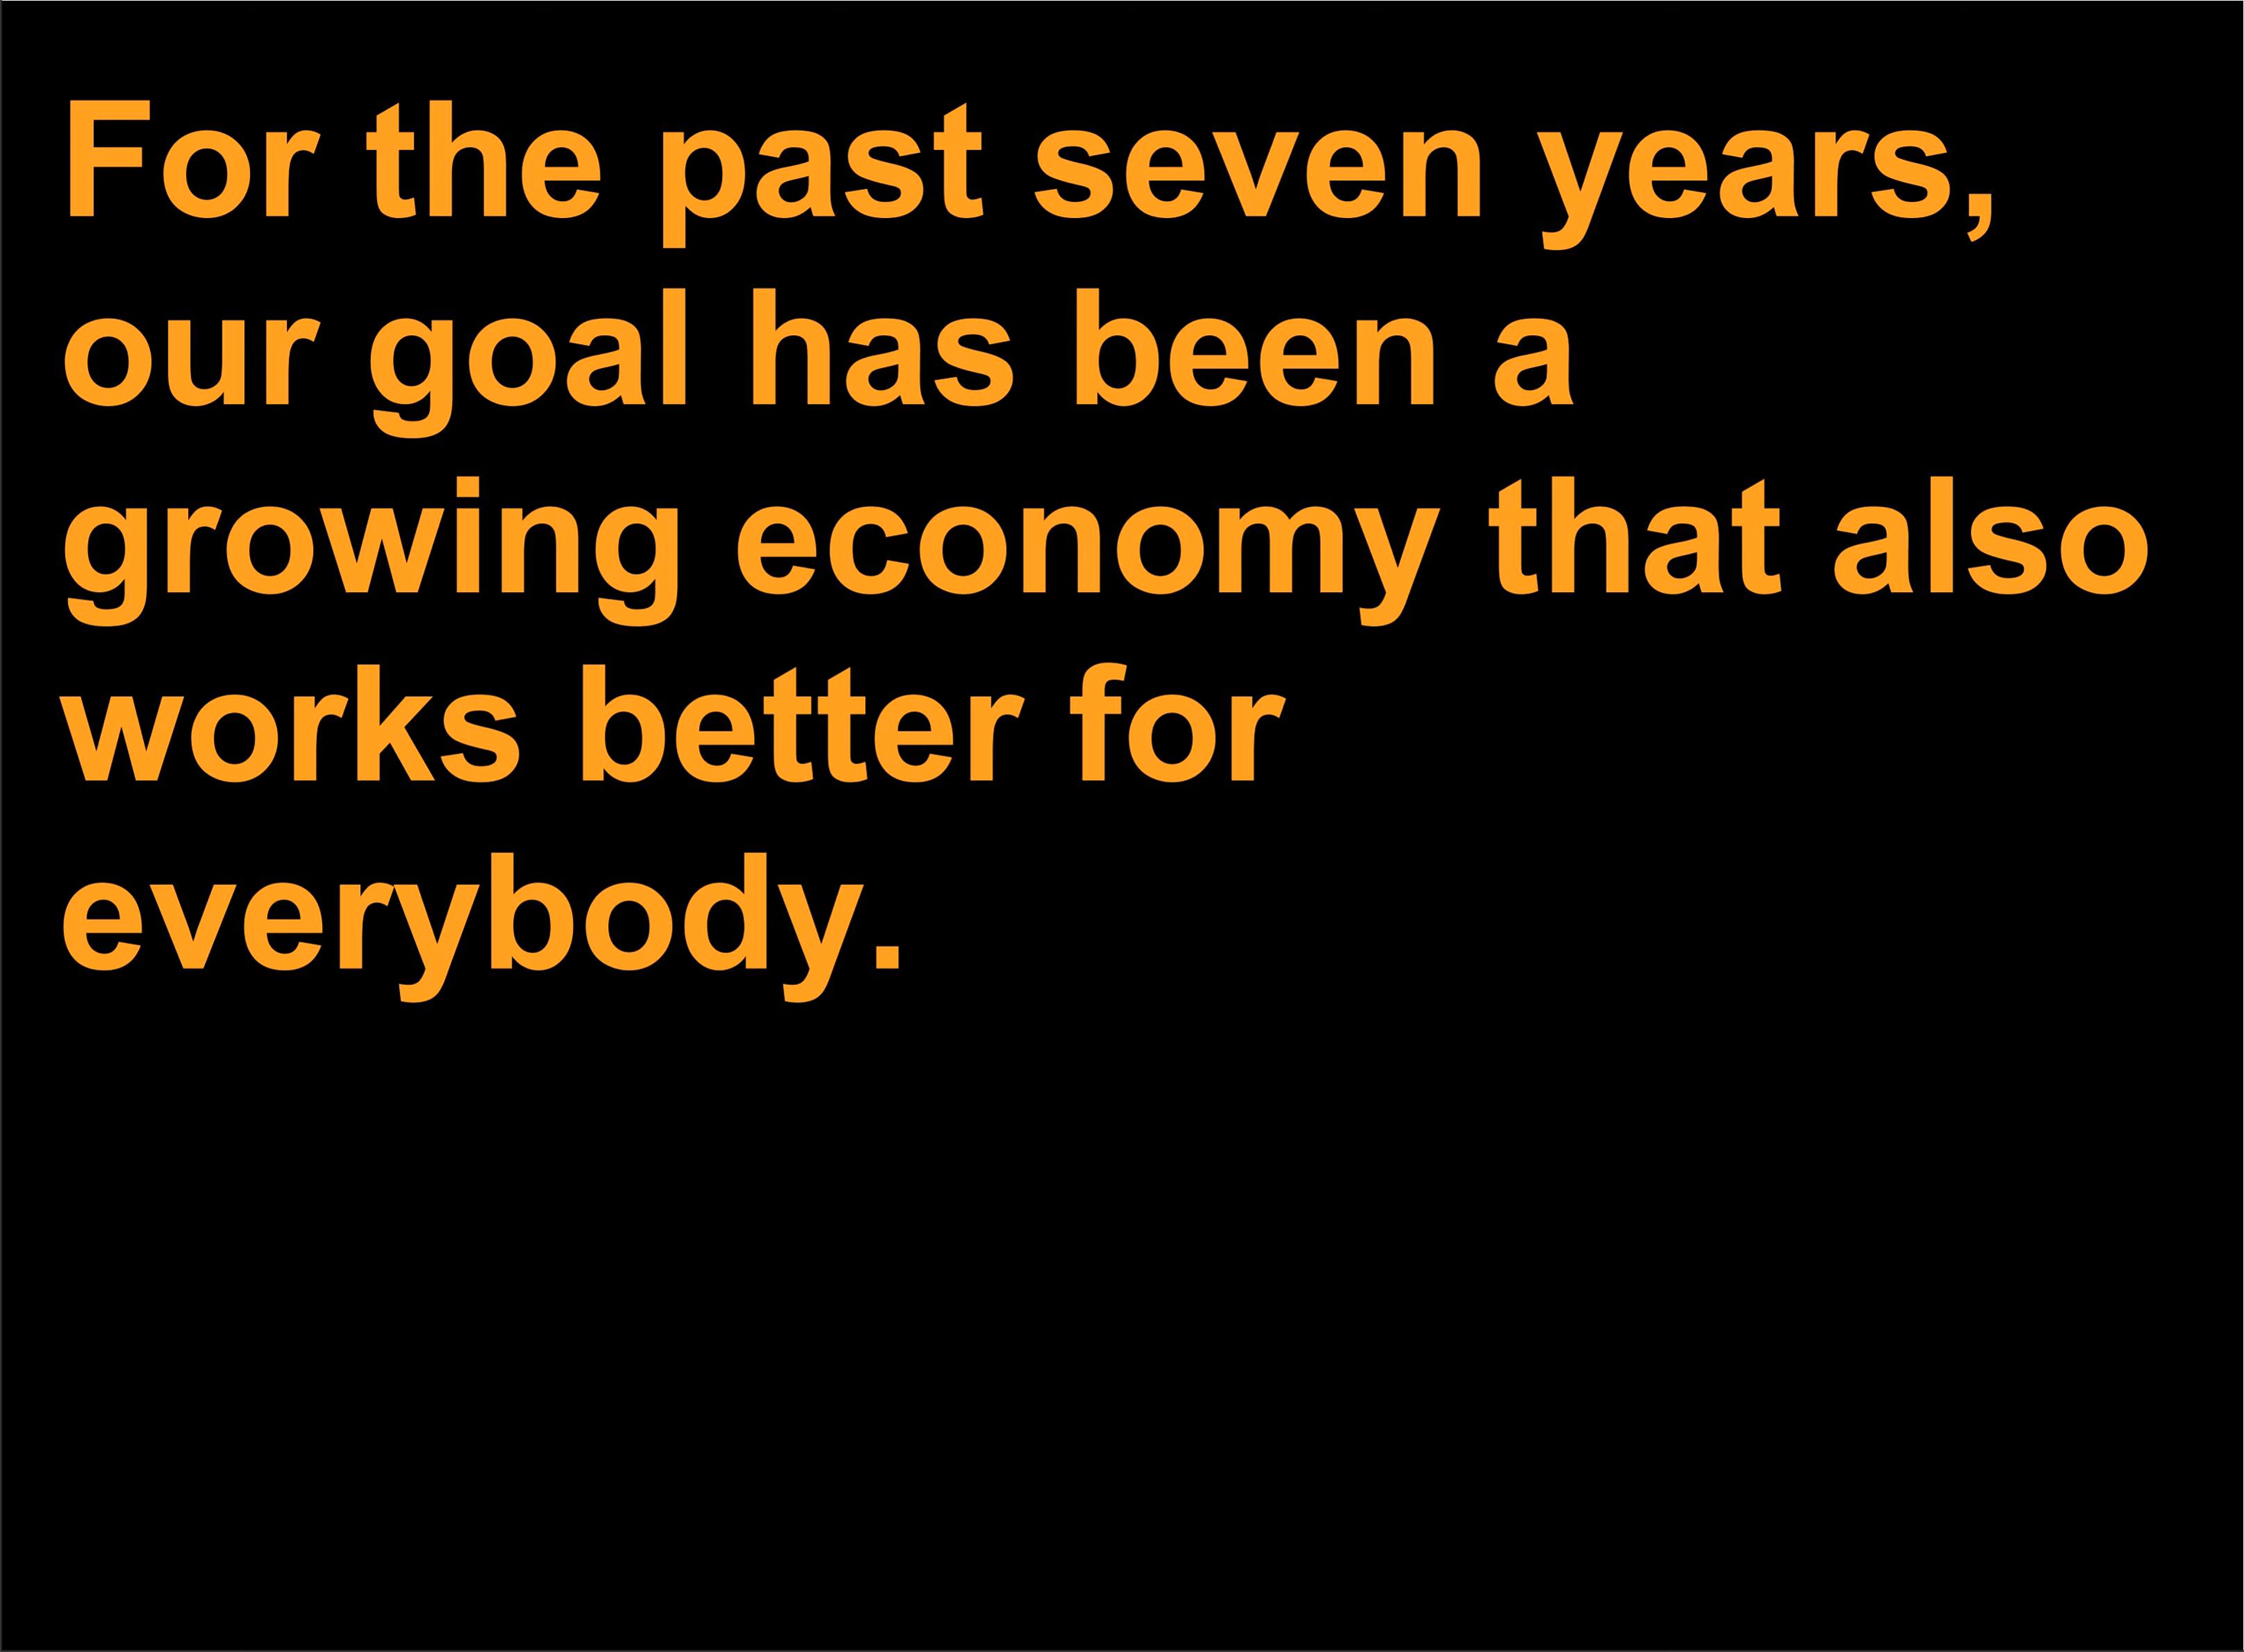 For the past seven years,
our goal has been a
growing economy that also
works better for
everybody.